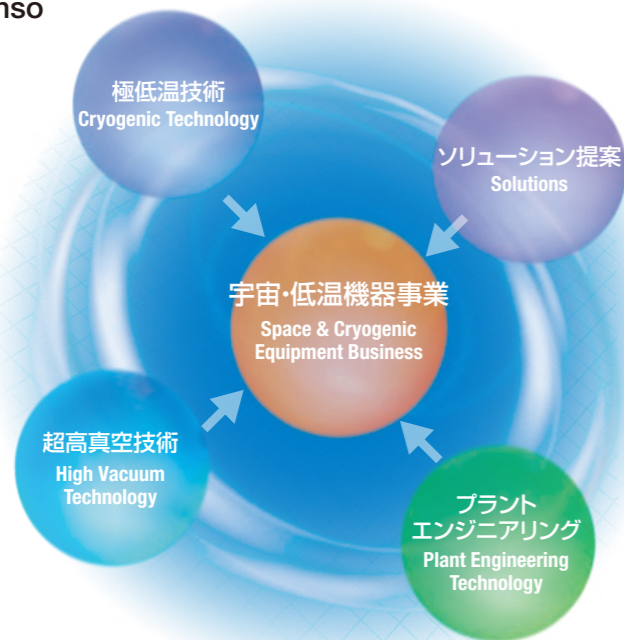 極低温技術
Cryogenic Technology
ソリューション提案
Solutions
宇宙・低温機器事業
Space & Cryogenic
Equipment Business
超高真空技術
High Vacuum
Technology
プラント
エンジニアリング
Plant Engineering
Technology